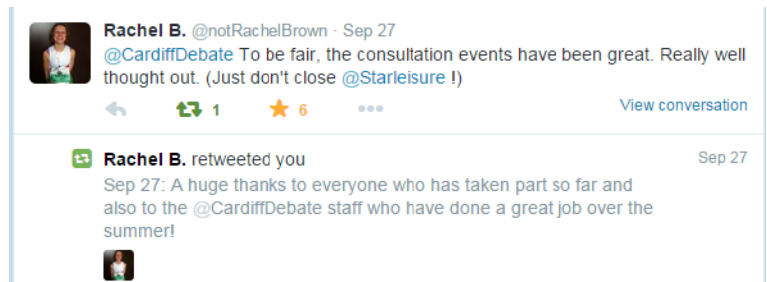 Rachel B. @notRachelBrown · Sep 27
@CardiffDebate To be fair, the consultation events have been great. Really well
thought out. (Just don't close @Starleisure !)
1 6 View conversation
Rachel B. retweeted you Sep 27
Sep 27: A huge thanks to everyone who has taken part so far and
also to the @CardiffDebate staff who have done a great job over the
summer!